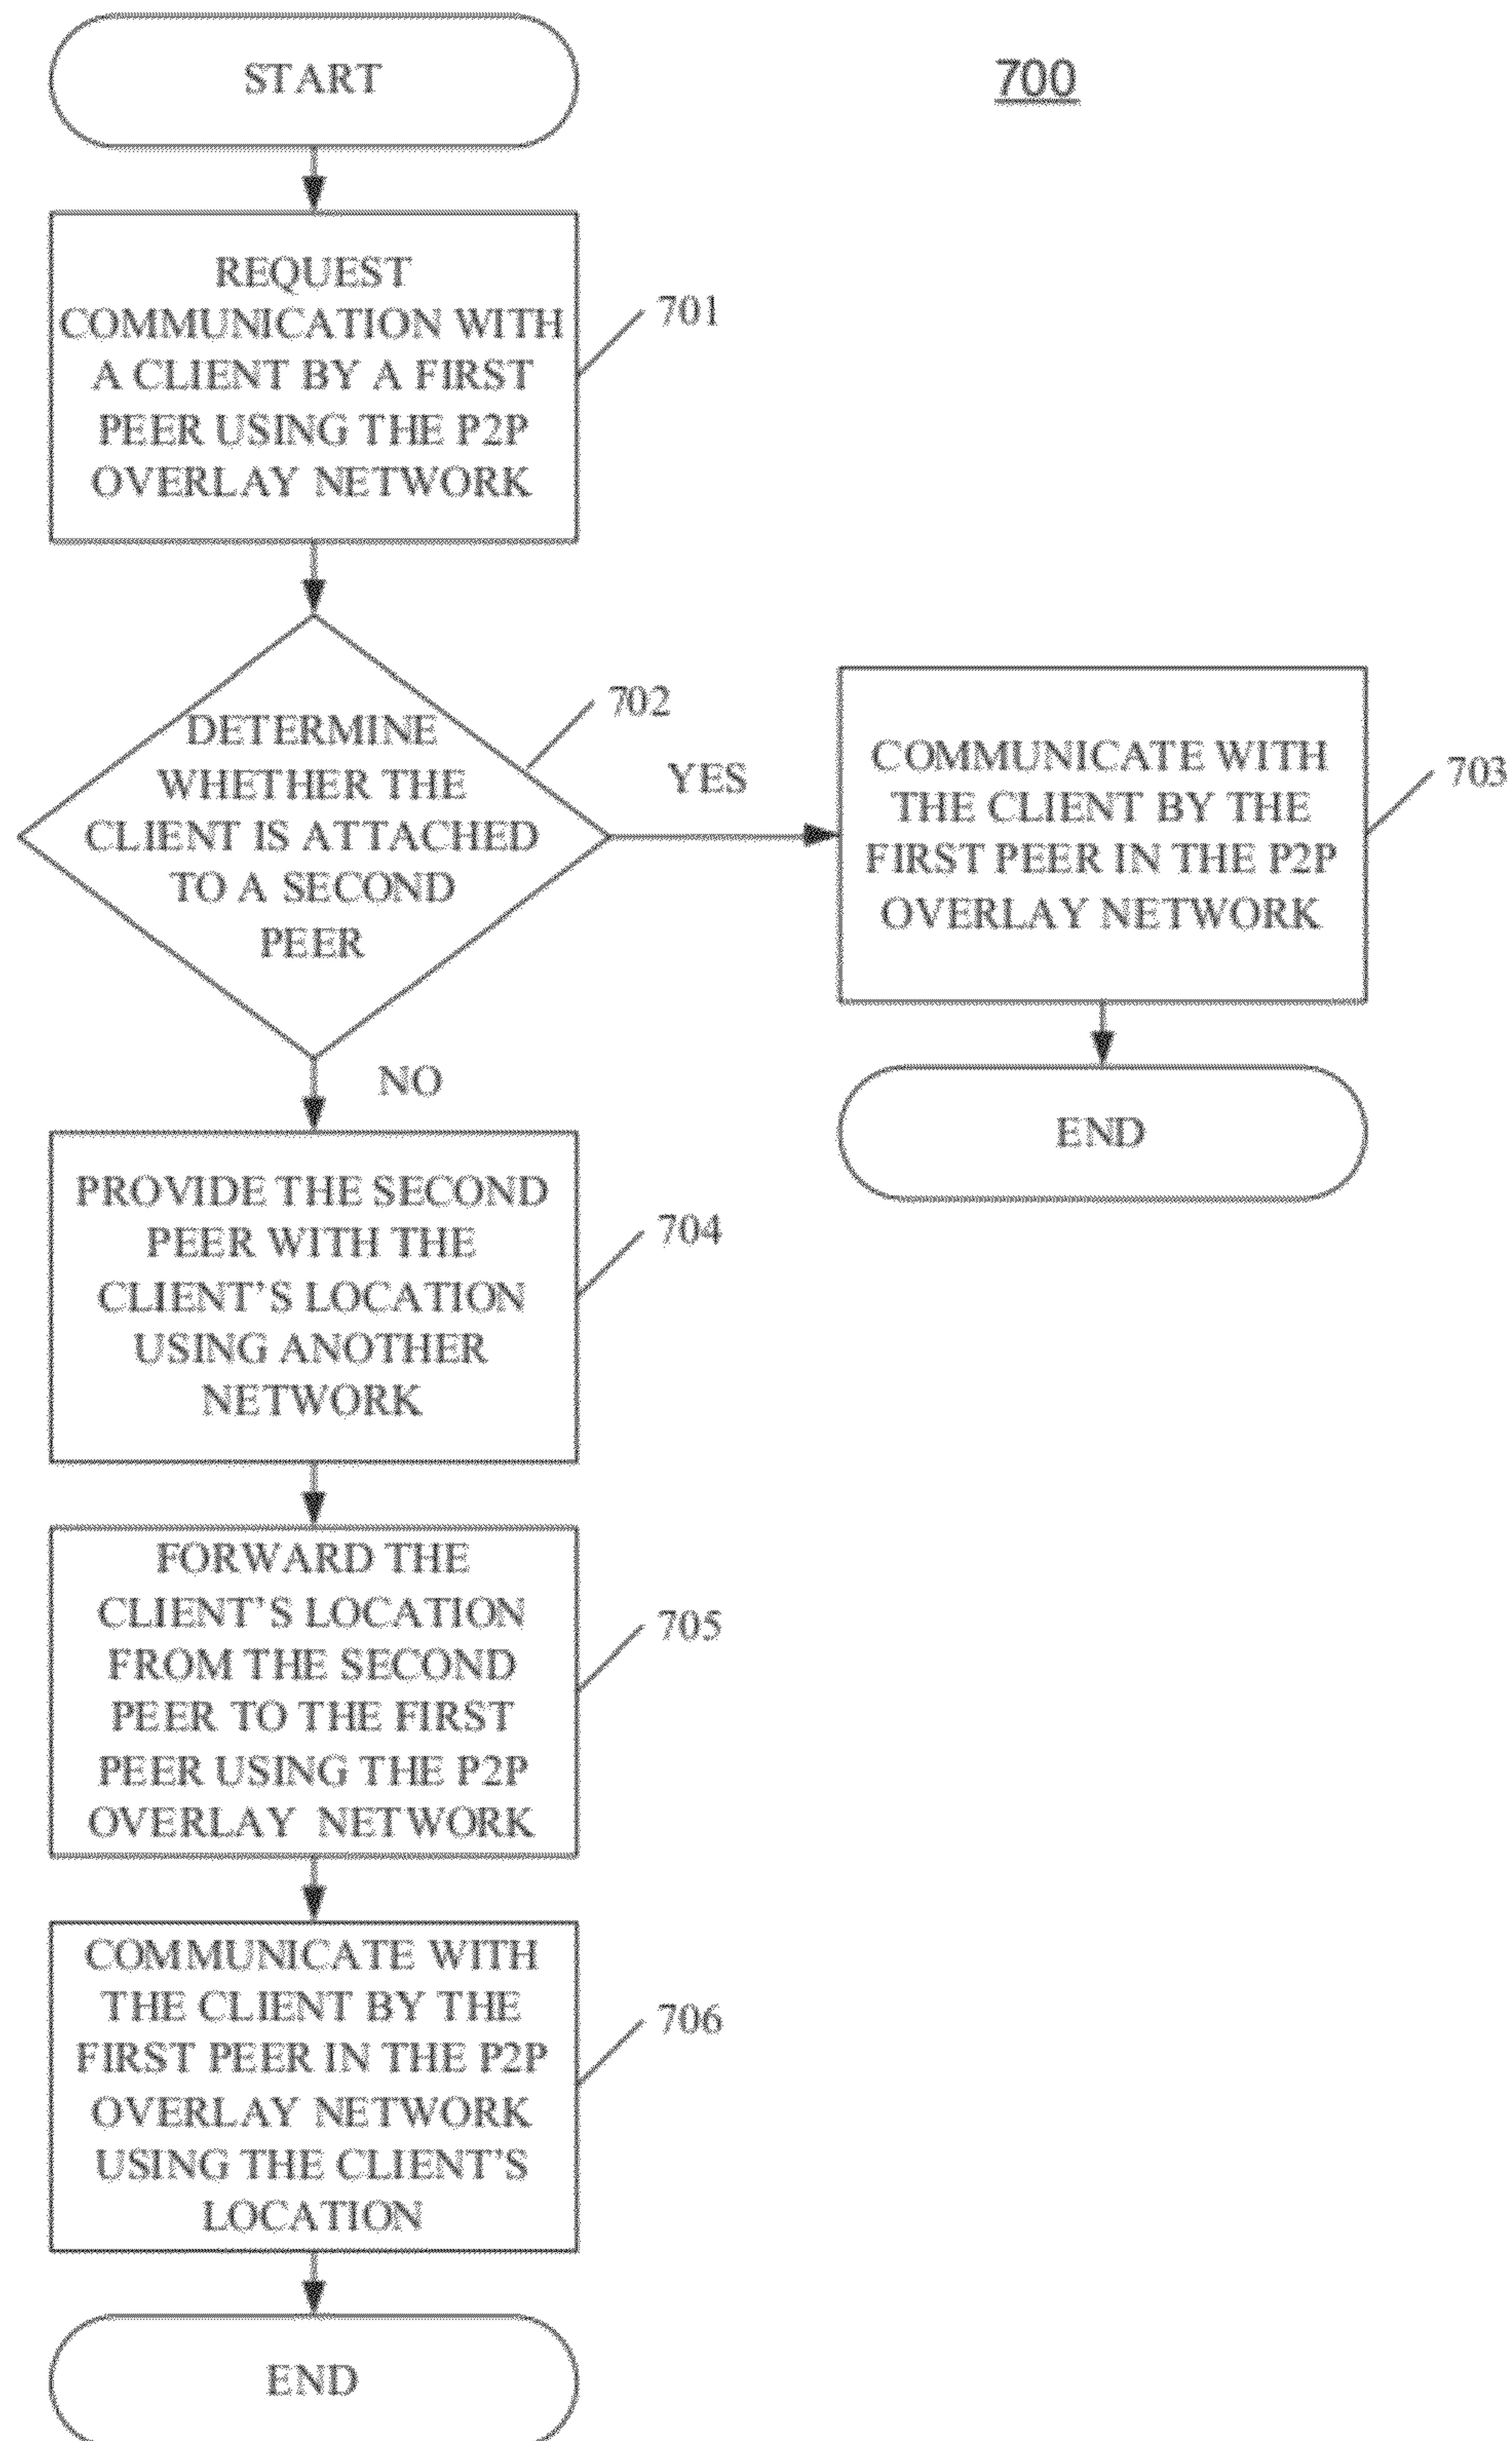 START
700
REQUEST
COMMUNICATION WITH
A CLIENT BY A FIRST
PEER USING THE P2P
OVERLAY NETWORK
701
DETERMINE
WHETHER THE
CLIENT IS ATTACHED
TO A SECOND
PEER
702
YES
COMMUNICATE WITH
THE CLIENT BY THE
FIRST PEER IN THE P2P
OVERLAY NETWORK
703
END
NO
PROVIDE THE SECOND
PEER WITH THE
CLIENT'S LOCATION
USING ANOTHER
NETWORK
704
FORWARD THE
CLIENT'S LOCATION
FROM THE SECOND
PEER TO THE FIRST
PEER USING THE P2P
OVERLAY NETWORK
705
COMMUNICATE WITH
THE CLIENT BY THE
FIRST PEER IN THE P2P
OVERLAY NETWORK
USING THE CLIENT'S
LOCATION
706
END